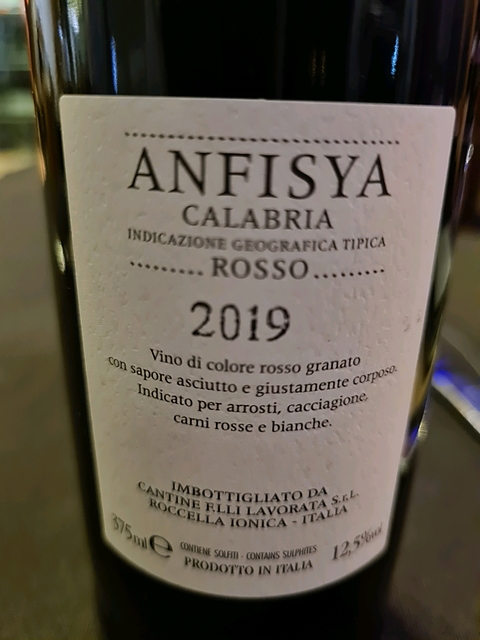 ANFISYA
CALABRIA
INDICAZIONE GEOGRAFICA TIPICA
......... ROSSO.........
2019
Vino di colore rosso granato
con sapore asciutto e giustamente corposo.
Indicato per arrosti, cacciagione,
carni rosse e bianche.
IMBOTTIGLIATO DA
CANTINE F.LLI LAVORATA S.r.L.
ROCCELLA IONICA - ITALIA
375ml e CONTIENE SOLFITI - CONTAINS SULPHITES 12,5%vol
PRODOTTO IN ITALIA